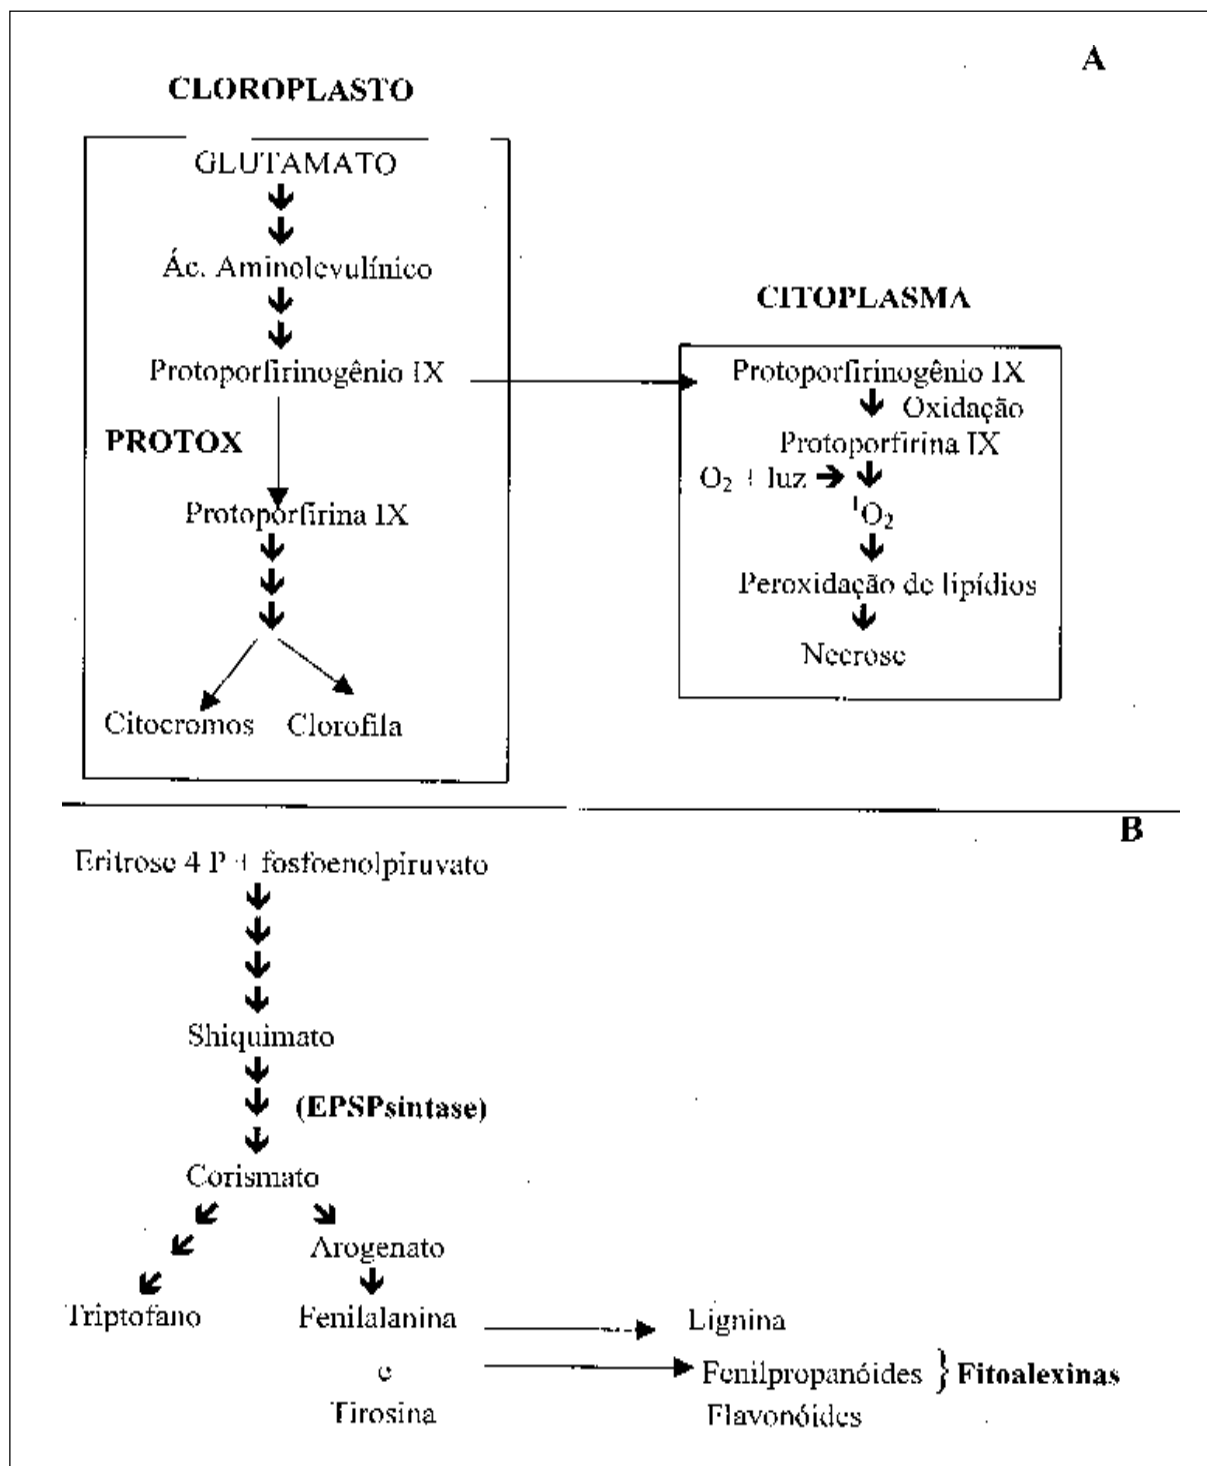 A
CLOROPLASTO
GLUTAMATO
Ác. Aminolevulínico
Protoporfirinogênio IX
PROTOX
Protoporfirina IX
Citocromos Clorofila
CITOPLASMA
Protoporfirinogênio IX
Oxidação
Protoporfirina IX
O₂ + luz
¹O₂
Peroxidação de lipídios
Necrose
B
Eritrose 4 P + fosfoenolpiruvato
Shiquimato
(EPSPsintase)
Corismato
Arogenato
Triptofano Fenilalanina Lignina
e Fenilpropanóides } Fitoalexinas
Tirosina Flavonóides